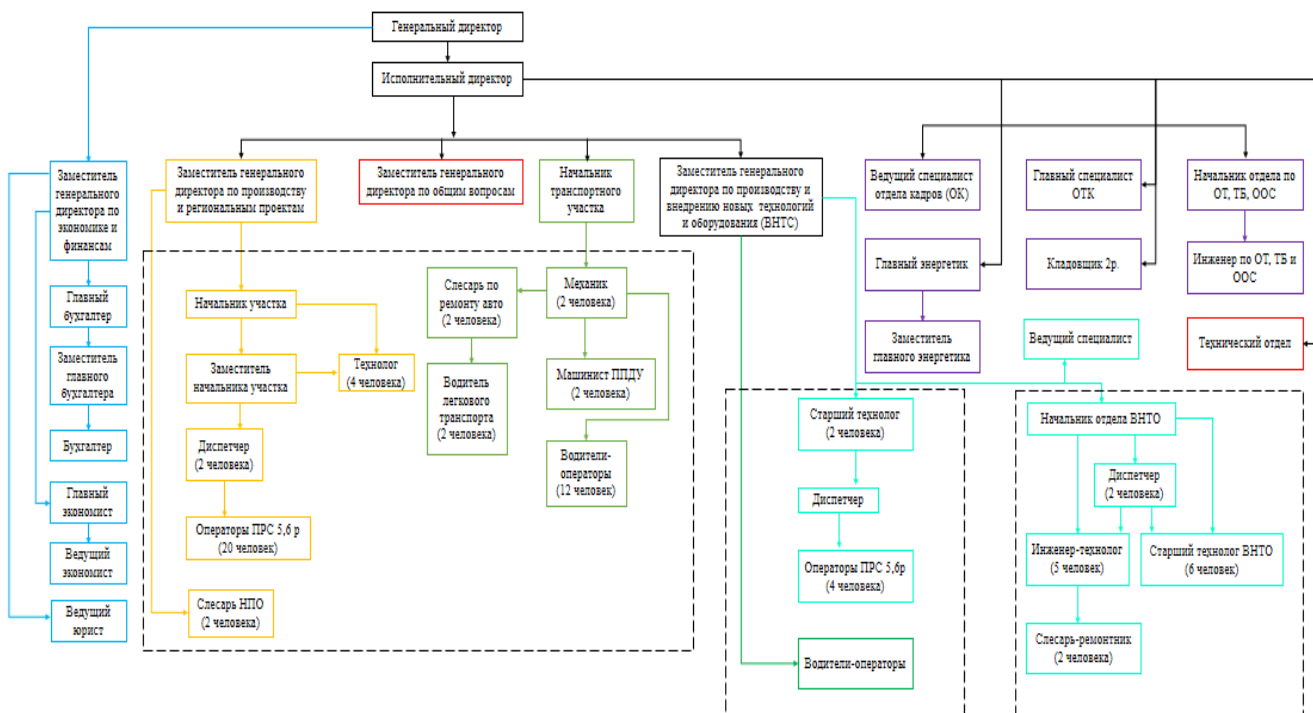 Генеральный директор
Исполнительный директор
Заместитель
генерального
директора по
экономике и
финансам
Заместитель генерального
директора по производству
и региональным проектам
Заместитель генерального
директора по общим вопросам
Начальник
транспортного
участка
Заместитель генерального
директора по производству и
внедрению новых технологий
и оборудования (ВНТС)
Ведущий специалист
отдела кадров (ОК)
Главный специалист
ОТК
Начальник отдела по
ОТ, ТБ, ООС
Главный энергетик
Кладовщик 2р.
Инженер по ОТ, ТБ и
ООС
Заместитель
главного энергетика
Ведущий специалист
Технический отдел
Главный
бухгалтер
Заместитель
главного
бухгалтера
Бухгалтер
Главный
экономист
Ведущий
экономист
Ведущий
юрист
Начальник участка
Заместитель
начальника участка
Технолог
(4 человека)
Диспетчер
(2 человека)
Операторы ПРС 5,6 р
(20 человек)
Слесарь НПО
(2 человека)
Слесарь по
ремонту авто
(2 человека)
Механик
(2 человека)
Водитель
легкового
транспорта
(2 человека)
Машинист ППДУ
(2 человека)
Водители-
операторы
(12 человек)
Старший технолог
(2 человека)
Диспетчер
Операторы ПРС 5,6р
(4 человека)
Водители-операторы
Начальник отдела ВНТО
Диспетчер
(2 человека)
Инженер-технолог
(5 человек)
Старший технолог ВНТО
(6 человек)
Слесарь-ремонтник
(2 человека)